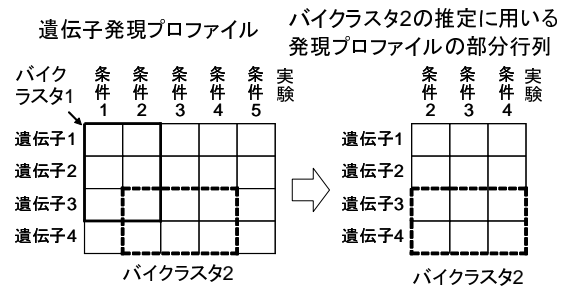 遺伝子発現プロファイル
バイク
ラスタ1
条件1
条件2
条件3
条件4
条件5
実験
遺伝子1
遺伝子2
遺伝子3
遺伝子4
バイクラスタ2
バイクラスタ2の推定に用いる
発現プロファイルの部分行列
条件2
条件3
条件4
実験
遺伝子1
遺伝子2
遺伝子3
遺伝子4
バイクラスタ2